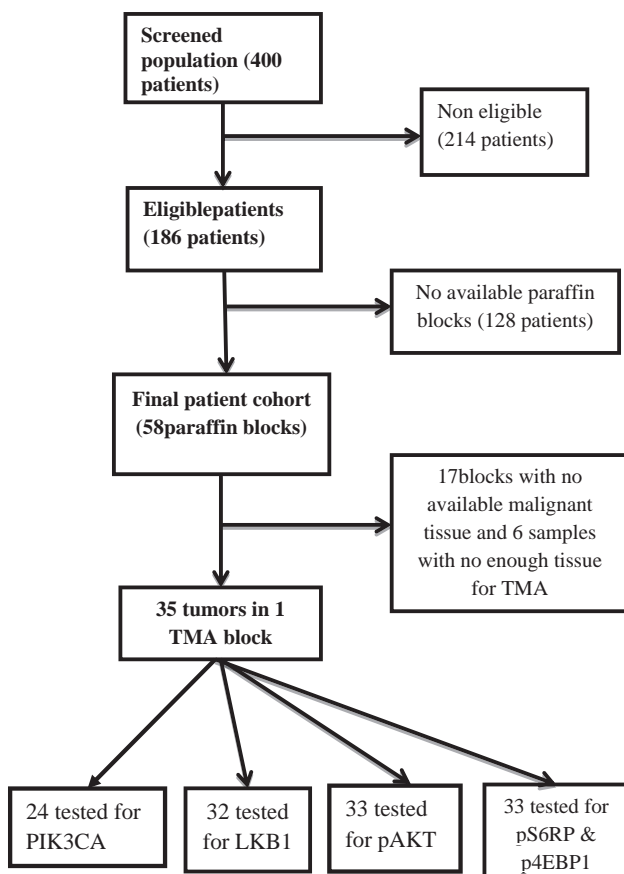 Screened
population (400
patients)
Non eligible
(214 patients)
Eligiblepatients
(186 patients)
No available paraffin
blocks (128 patients)
Final patient cohort
(58paraffin blocks)
17blocks with no
available malignant
tissue and 6 samples
with no enough tissue
for TMA
35 tumors in 1
TMA block
24 tested for
PIK3CA
32 tested
for LKB1
33 tested
for pAKT
33 tested for
pS6RP &
p4EBP1